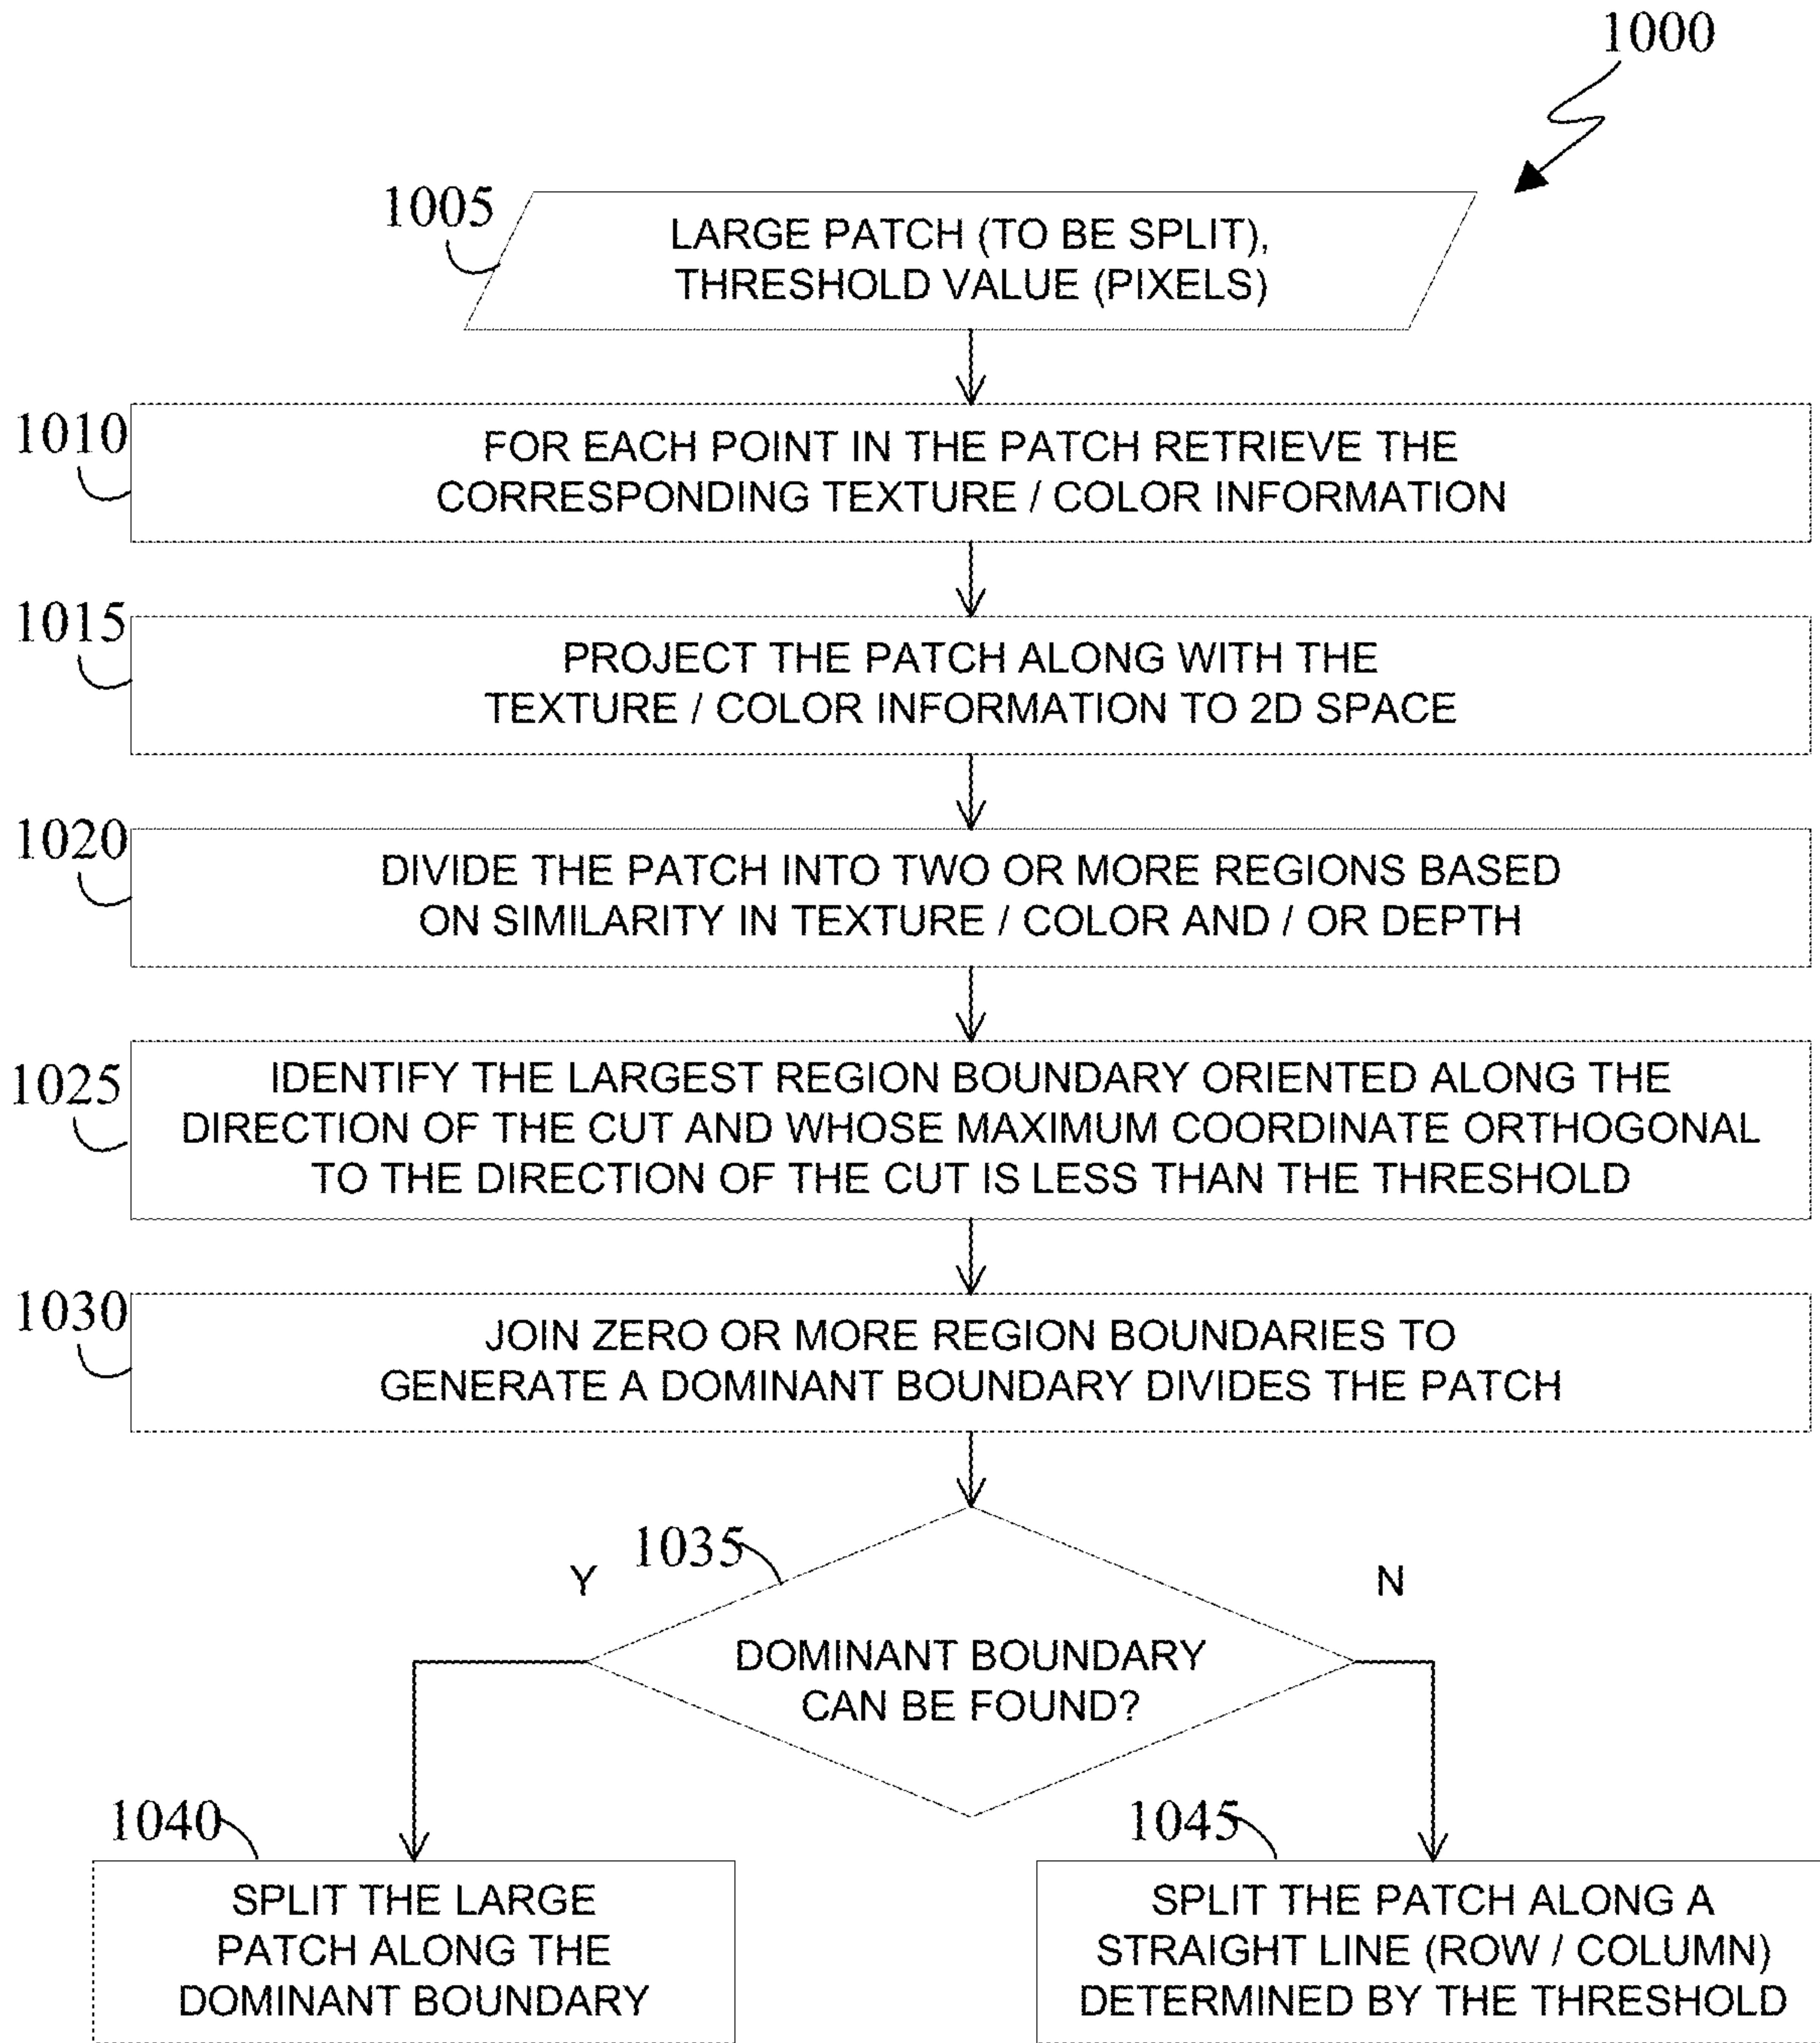 1000
1005
LARGE PATCH (TO BE SPLIT),
THRESHOLD VALUE (PIXELS)
1010
FOR EACH POINT IN THE PATCH RETRIEVE THE
CORRESPONDING TEXTURE / COLOR INFORMATION
1015
PROJECT THE PATCH ALONG WITH THE
TEXTURE / COLOR INFORMATION TO 2D SPACE
1020
DIVIDE THE PATCH INTO TWO OR MORE REGIONS BASED
ON SIMILARITY IN TEXTURE / COLOR AND / OR DEPTH
1025
IDENTIFY THE LARGEST REGION BOUNDARY ORIENTED ALONG THE
DIRECTION OF THE CUT AND WHOSE MAXIMUM COORDINATE ORTHOGONAL
TO THE DIRECTION OF THE CUT IS LESS THAN THE THRESHOLD
1030
JOIN ZERO OR MORE REGION BOUNDARIES TO
GENERATE A DOMINANT BOUNDARY DIVIDES THE PATCH
1035
Y
N
DOMINANT BOUNDARY
CAN BE FOUND?
1040
SPLIT THE LARGE
PATCH ALONG THE
DOMINANT BOUNDARY
1045
SPLIT THE PATCH ALONG A
STRAIGHT LINE (ROW / COLUMN)
DETERMINED BY THE THRESHOLD